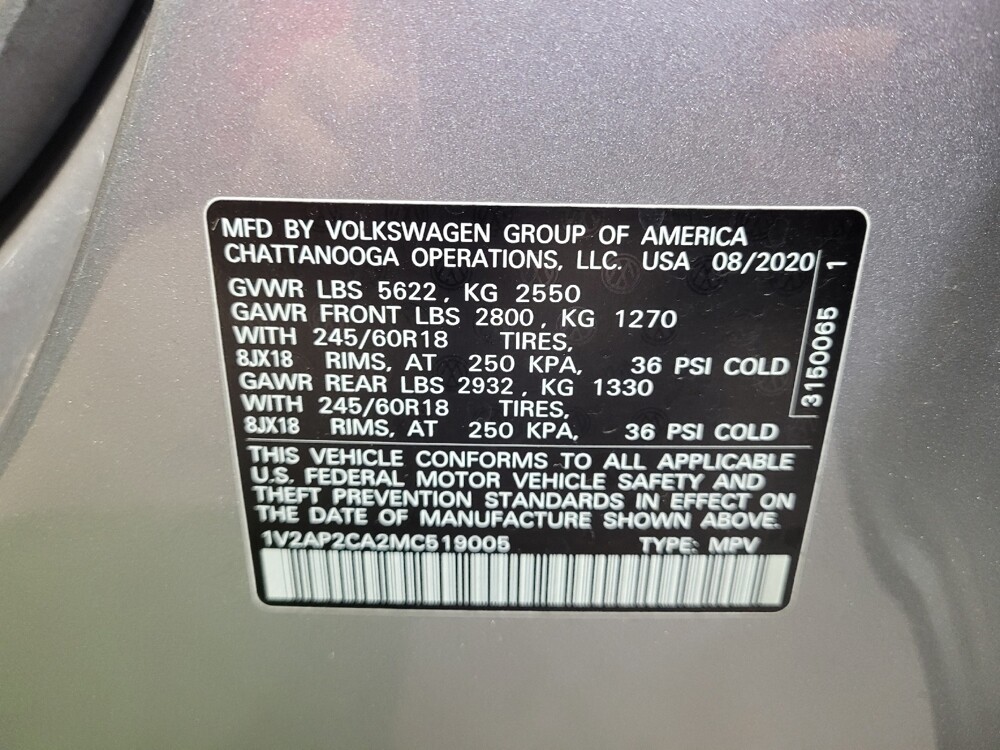 MFD BY VOLKSWAGEN GROUP OF AMERICA
CHATTANOOGA OPERATIONS, LLC. USA 08/2020
GVWR LBS 5622, KG 2550
GAWR FRONT LBS 2800, KG 1270
WITH 245/60R18 TIRES,
8JX18 RIMS, AT 250 KPA, 36 PSI COLD
GAWR REAR LBS 2932, KG 1330
WITH 245/60R18 TIRES,
8JX18 RIMS, AT 250 KPA, 36 PSI COLD
THIS VEHICLE CONFORMS TO ALL APPLICABLE
U.S. FEDERAL MOTOR VEHICLE SAFETY AND
THEFT PREVENTION STANDARDS IN EFFECT ON
THE DATE OF MANUFACTURE SHOWN ABOVE.
1V2AP2CA2MC519005 TYPE: MPV
3150065 1